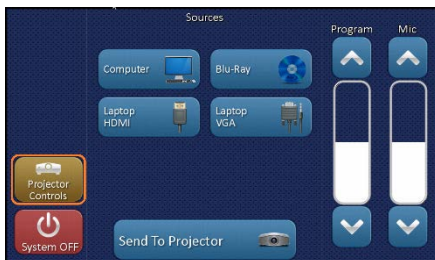 Sources
Program
Mic
Computer
Blu-Ray
Laptop
HDMI
Laptop
VGA
Projector
Controls
System OFF
Send To Projector